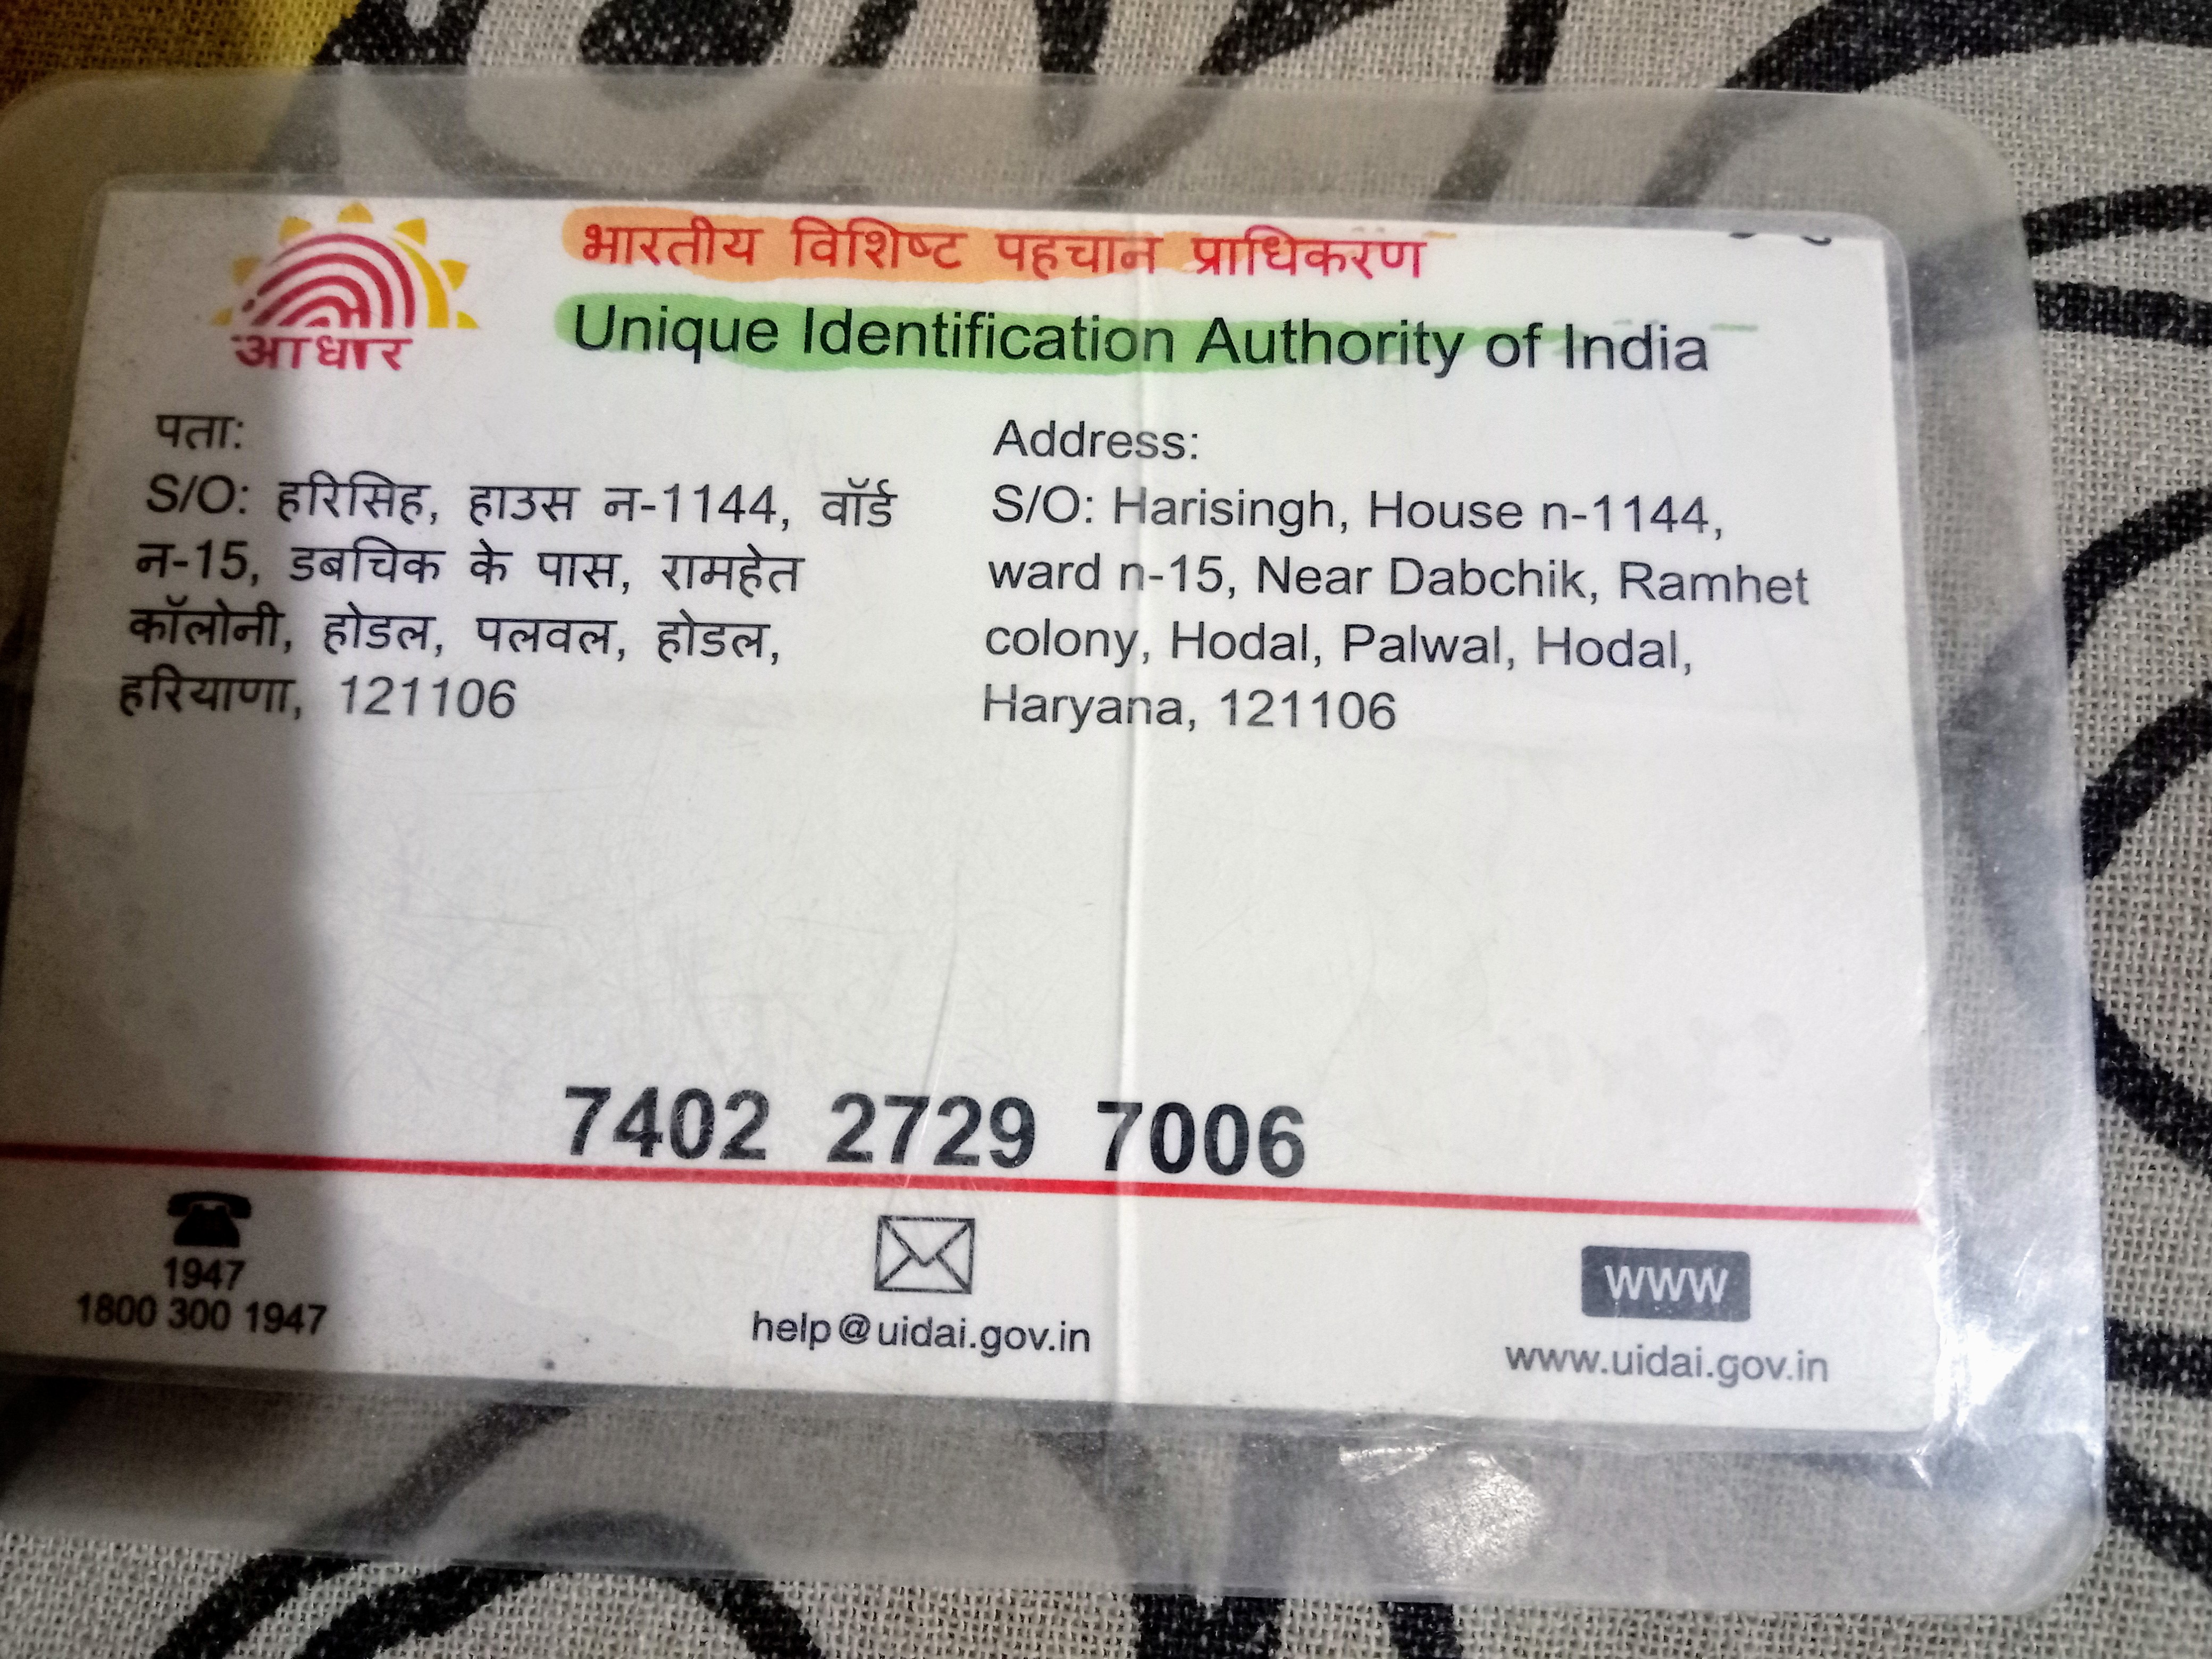 आधार
भारतीय विशिष्ट पहचान प्राधिकरण
Unique Identification Authority of India
पता:
S/O: हरिसिह, हाउस न-1144, वॉर्ड
न-15, डबचिक के पास, रामहेत
कॉलोनी, होडल, पलवल, होडल,
हरियाणा, 121106
Address:
S/O: Harisingh, House n-1144,
ward n-15, Near Dabchik, Ramhet
colony, Hodal, Palwal, Hodal,
Haryana, 121106
7402 2729 7006
1947
1800 300 1947
help@uidai.gov.in
www
www.uidai.gov.in